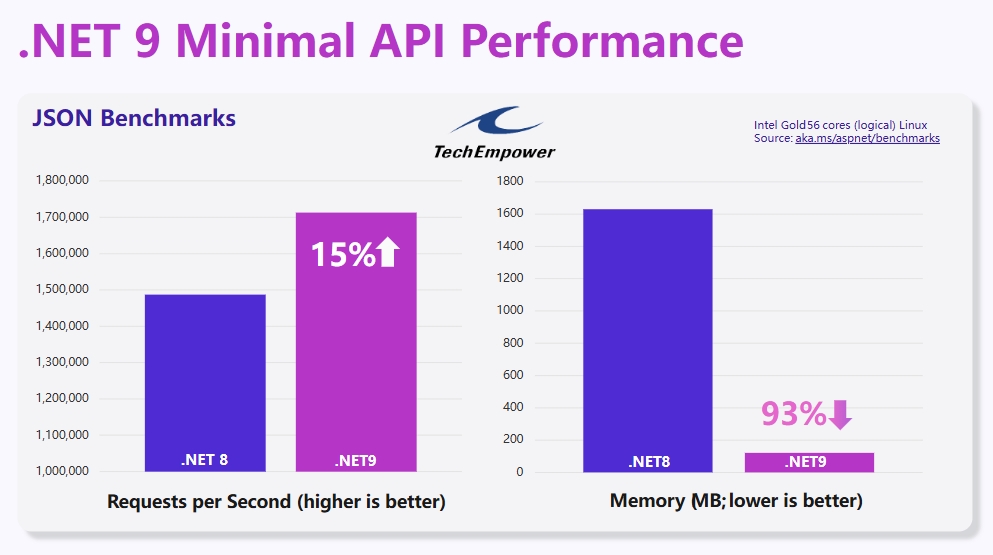 .NET 9 Minimal API Performance
JSON Benchmarks
TechEmpower
Intel Gold 56 cores (logical) Linux
Source: aka.ms/aspnet/benchmarks
1,800,000
1,700,000
1,600,000
1,500,000
1,400,000
1,300,000
1,200,000
1,100,000
1,000,000
15%
.NET 8
.NET9
Requests per Second (higher is better)
1800
1600
1400
1200
1000
800
600
400
200
0
93%
.NET8
.NET9
Memory (MB; lower is better)